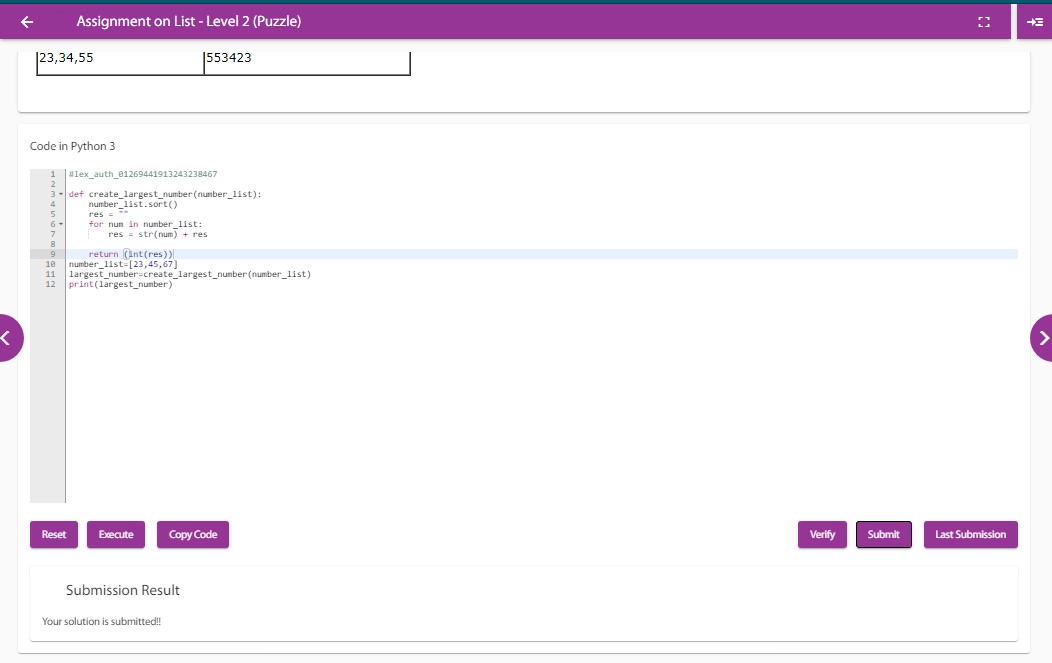 Assignment on List - Level 2 (Puzzle)
23,34,55 553423
Code in Python 3
1 #lex_auth_01269441913243238467
2
3 def create_largest_number(number_list):
4 number_list.sort()
5 res = ""
6 for num in number_list:
7 res = str(num) + res
8
9 return (int(res))
10 number_list=[23,45,67]
11 largest_number=create_largest_number(number_list)
12 print(largest_number)
Reset Execute Copy Code Verify Submit Last Submission
Submission Result
Your solution is submitted!!